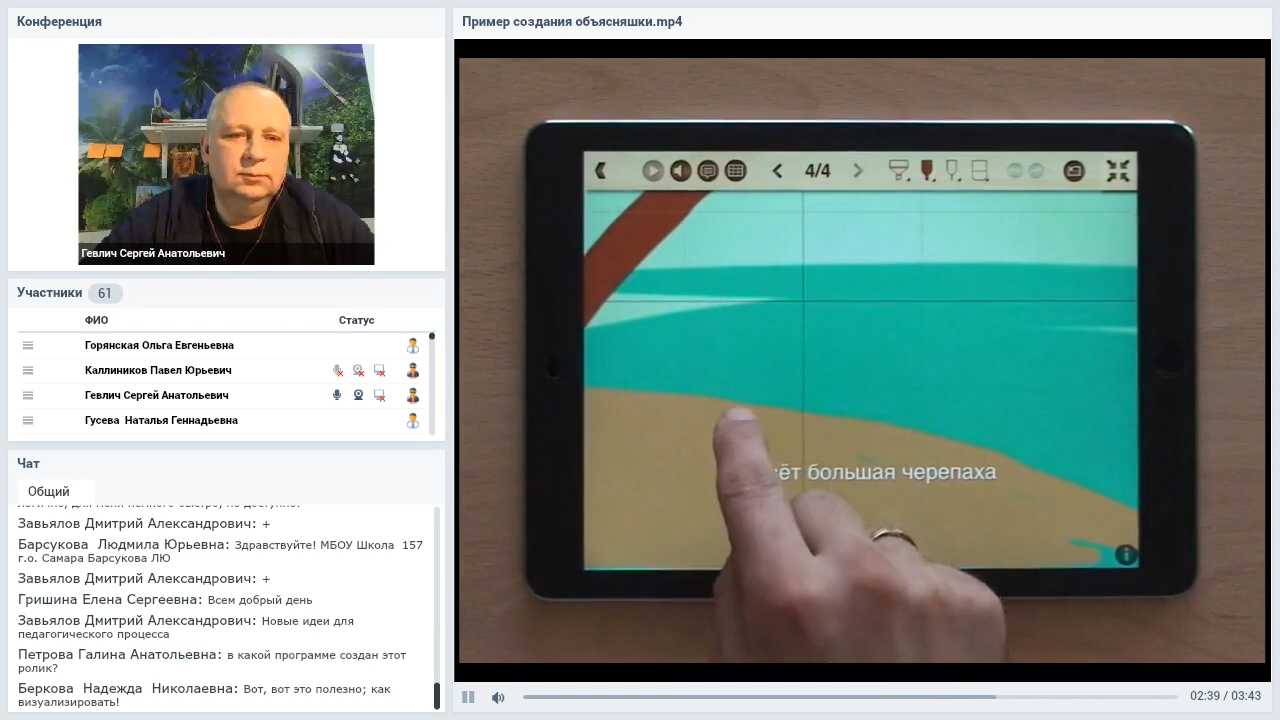 Конференция
Гевлич Сергей Анатольевич
Участники 61
ФИО Статус
Горянская Ольга Евгеньевна
Каллиников Павел Юрьевич
Гевлич Сергей Анатольевич
Гусева Наталья Геннадьевна
Чат
Общий
Завьялов Дмитрий Александрович: +
Барсукова Людмила Юрьевна: Здравствуйте! МБОУ Школа 157
г.о. Самара Барсукова ЛЮ
Завьялов Дмитрий Александрович: +
Гришина Елена Сергеевна: Всем добрый день
Завьялов Дмитрий Александрович: Новые идеи для
педагогического процесса
Петрова Галина Анатольевна: в какой программе создан этот
ролик?
Беркова Надежда Николаевна: Вот, вот это полезно; как
визуализировать!
Пример создания объясняшки.mp4
4/4
большая черепаха
02:39 / 03:43